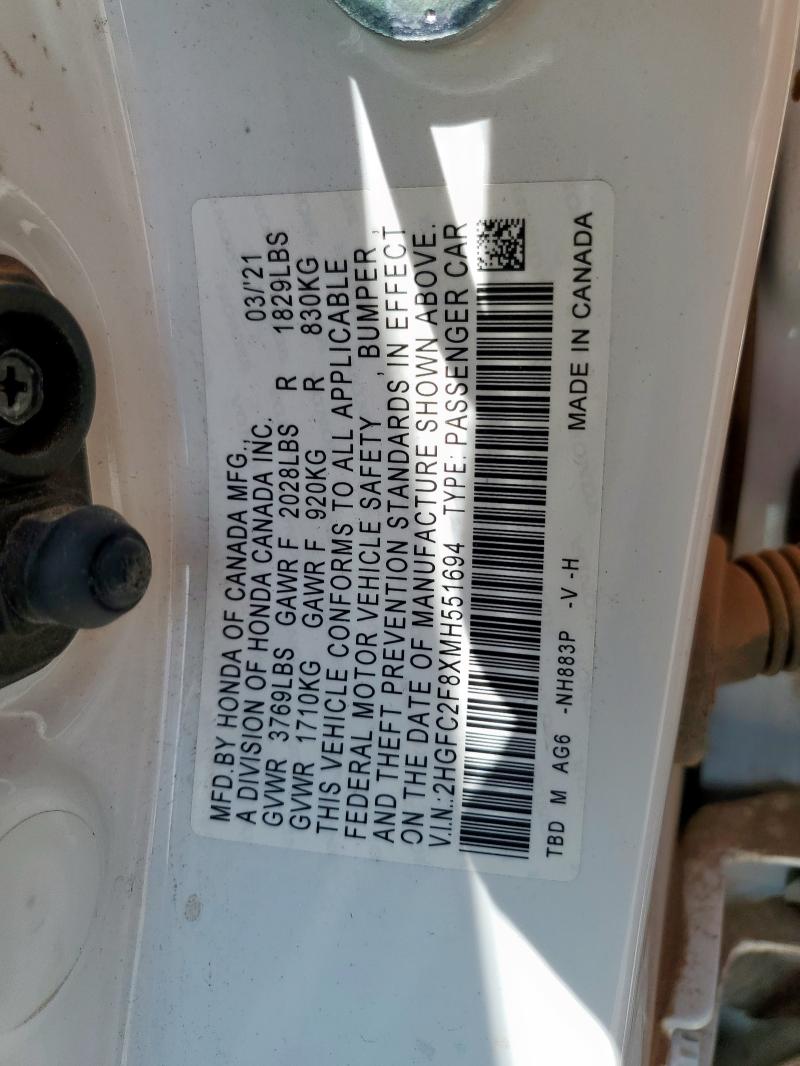 MFD.BY HONDA OF CANADA MFG., 03/'21
A DIVISION OF HONDA CANADA INC.
GVWR 3769LBS GAWR F 2028LBS R 1829LBS
GVWR 1710KG GAWR F 920KG R 830KG
THIS VEHICLE CONFORMS TO ALL APPLICABLE
FEDERAL MOTOR VEHICLE SAFETY , BUMPER ,
AND THEFT PREVENTION STANDARDS IN EFFECT
ON THE DATE OF MANUFACTURE SHOWN ABOVE.
V.I.N.:2HGFC2F8XMH551694 TYPE: PASSENGER CAR
TBD M AG6 -NH883P -V -H MADE IN CANADA